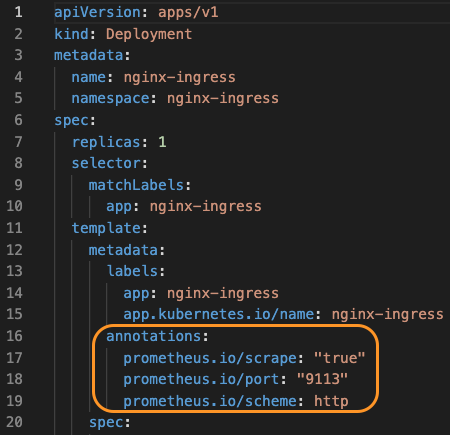 1 apiVersion: apps/v1
2 kind: Deployment
3 metadata:
4   name: nginx-ingress
5   namespace: nginx-ingress
6 spec:
7   replicas: 1
8   selector:
9     matchLabels:
10       app: nginx-ingress
11   template:
12     metadata:
13       labels:
14         app: nginx-ingress
15         app.kubernetes.io/name: nginx-ingress
16       annotations:
17         prometheus.io/scrape: "true"
18         prometheus.io/port: "9113"
19         prometheus.io/scheme: http
20     spec: